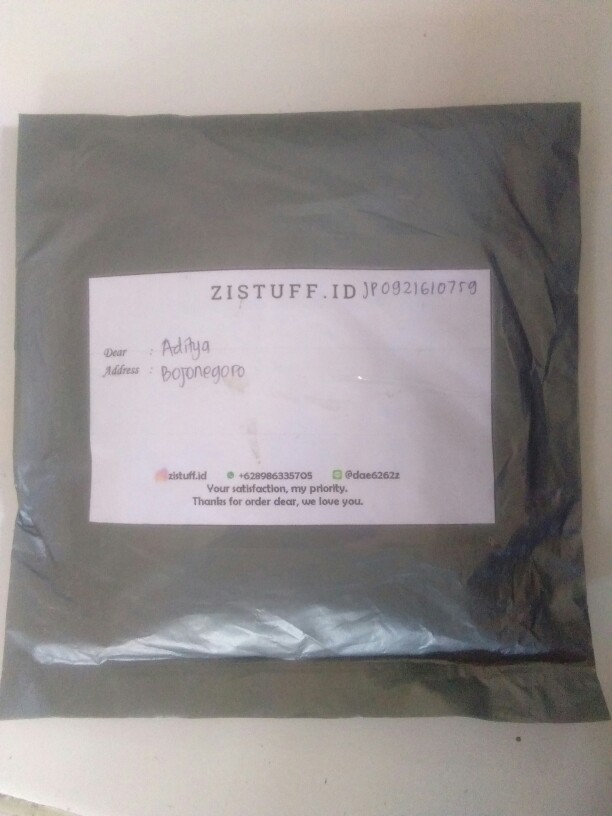 ZISTUFF.ID JP0921610759
Dear : Aditya
Address : Bojonegoro
zistuff.id +628986335705 @dae6262z
Your satisfaction, my priority.
Thanks for order dear, we love you.